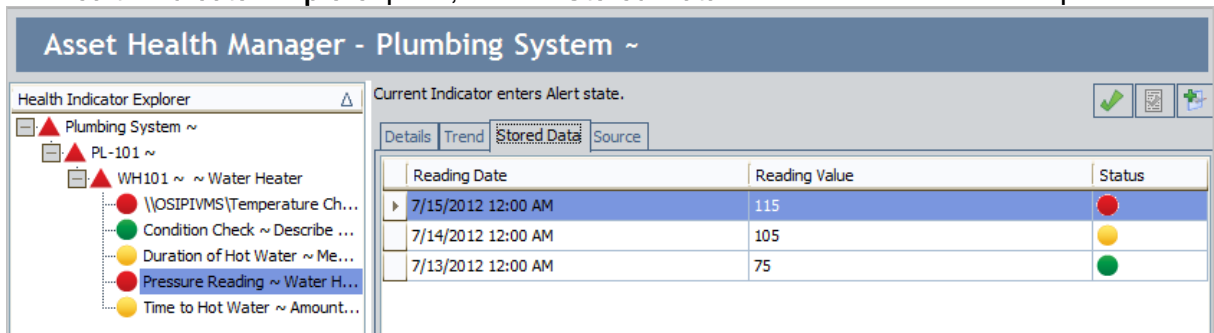 Asset Health Manager - Plumbing System ~
Health Indicator Explorer
Plumbing System ~
PL-101 ~
WH101 ~ ~ Water Heater
\\OSIPIVMS\Temperature Ch...
Condition Check ~ Describe ...
Duration of Hot Water ~ Me...
Pressure Reading ~ Water H...
Time to Hot Water ~ Amount...
Current Indicator enters Alert state.
Details Trend Stored Data Source
Reading Date Reading Value Status
7/15/2012 12:00 AM 115
7/14/2012 12:00 AM 105
7/13/2012 12:00 AM 75